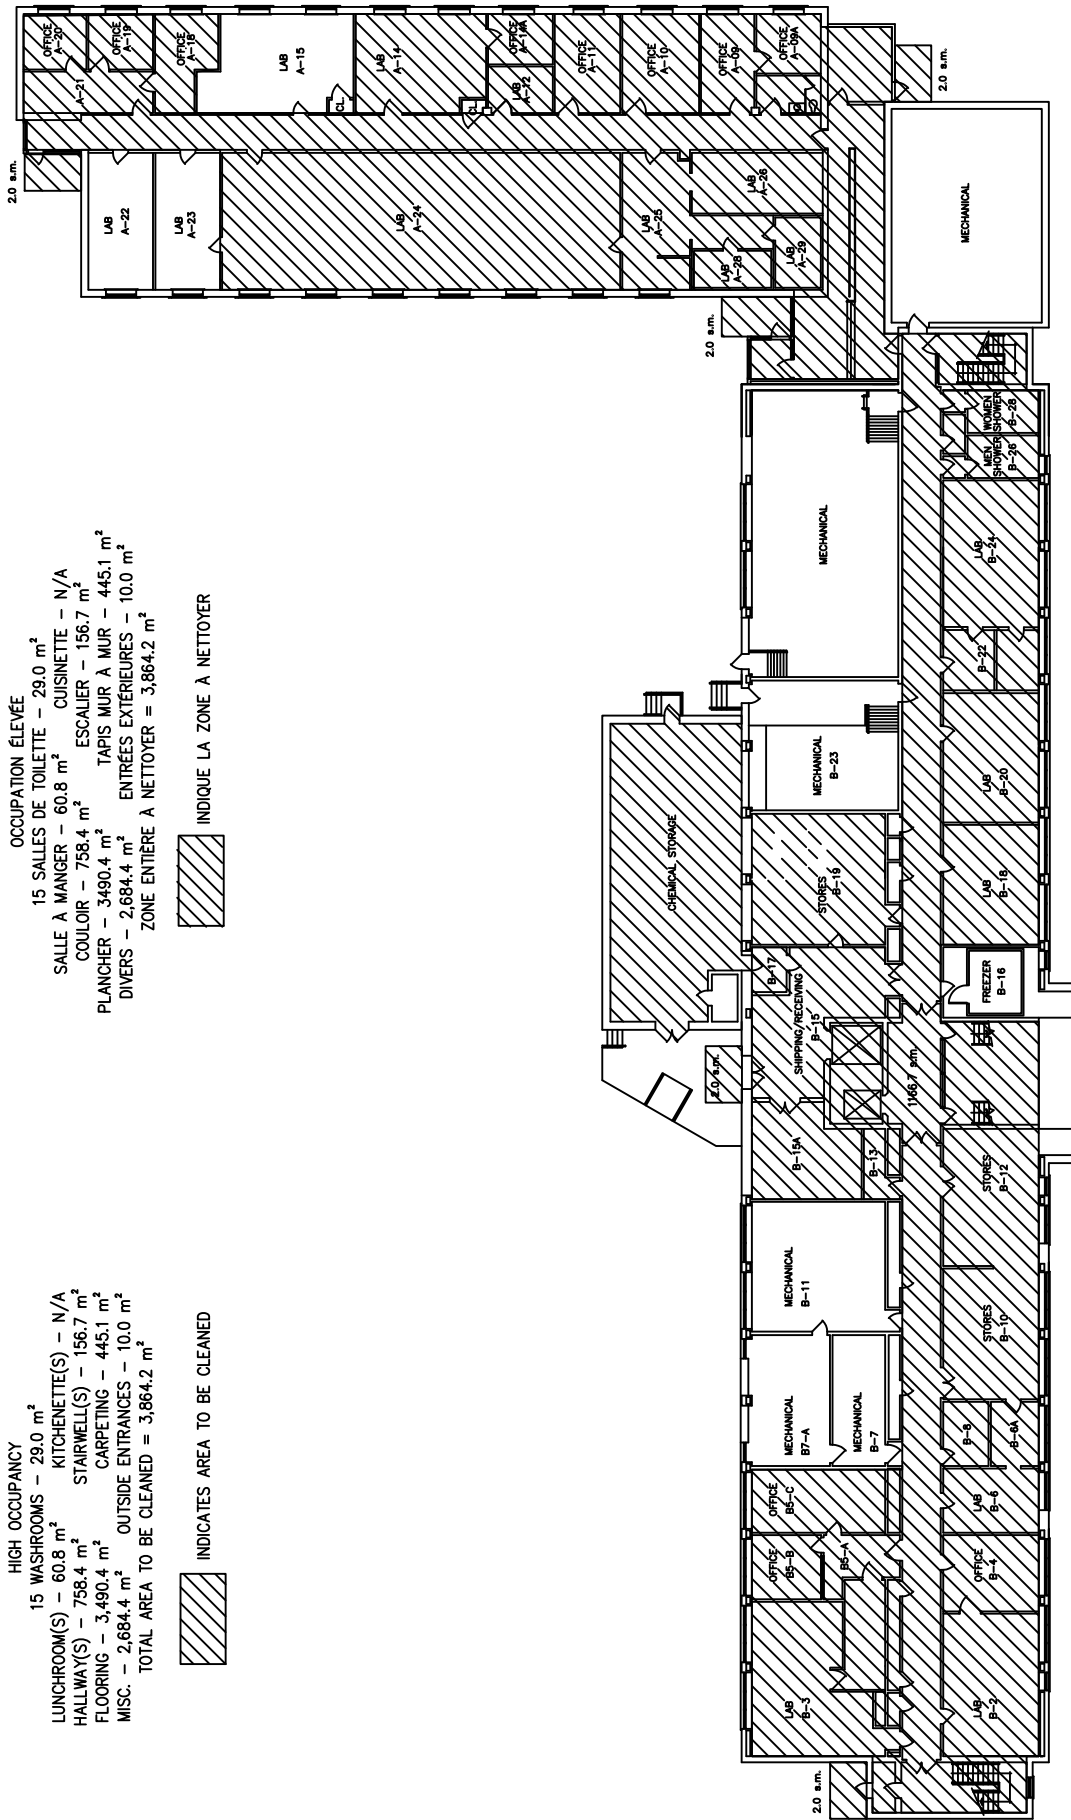 HIGH OCCUPANCY
15 WASHROOMS - 29.0 m²
LUNCHROOM(S) - 60.8 m² KITCHENETTE(S) - N/A
HALLWAY(S) - 758.4 m² STAIRWELL(S) - 156.7 m²
FLOORING - 3,490.4 m² CARPETING - 445.1 m²
MISC. - 2,684.4 m² OUTSIDE ENTRANCES - 10.0 m²
TOTAL AREA TO BE CLEANED = 3,864.2 m²
INDICATES AREA TO BE CLEANED
OCCUPATION ÉLEVÉE
15 SALLES DE TOILETTE - 29.0 m²
SALLE À MANGER - 60.8 m² CUISINETTE - N/A
COULOIR - 758.4 m² ESCALIER - 156.7 m²
PLANCHER - 3490.4 m² TAPIS MUR À MUR - 445.1 m²
DIVERS - 2,684.4 m² ENTRÉES EXTÉRIEURES - 10.0 m²
ZONE ENTIÈRE À NETTOYER = 3,864.2 m²
INDIQUE LA ZONE À NETTOYER
2.0 s.m.
OFFICE
A-20
OFFICE
A-19
A-21
OFFICE
A-18
LAB
A-15
CL.
LAB
A-14
CL.
OFFICE
A-14A
LAB
A-12
OFFICE
A-11
OFFICE
A-10
OFFICE
A-09
OFFICE
A-09A
2.0 s.m.
LAB
A-22
LAB
A-23
LAB
A-24
LAB
A-25
LAB
A-26
LAB
A-28
LAB
A-29
2.0 s.m.
MECHANICAL
CHEMICAL STORAGE
2.0 s.m.
LAB
B-3
OFFICE
B5-B
B5-A
OFFICE
B5-C
MECHANICAL
B7-A
MECHANICAL
B-7
MECHANICAL
B-11
B-15A
B-13
SHIPPING/RECEIVING
B-15
B-17
STORES
B-19
MECHANICAL
B-23
MECHANICAL
1166.7 s.m.
2.0 s.m.
LAB
B-2
OFFICE
B-4
LAB
B-6
B-8
B-6A
STORES
B-10
STORES
B-12
FREEZER
B-16
LAB
B-18
LAB
B-20
B-22
LAB
B-24
MEN
SHOWER
B-26
WOMEN
SHOWER
B-28